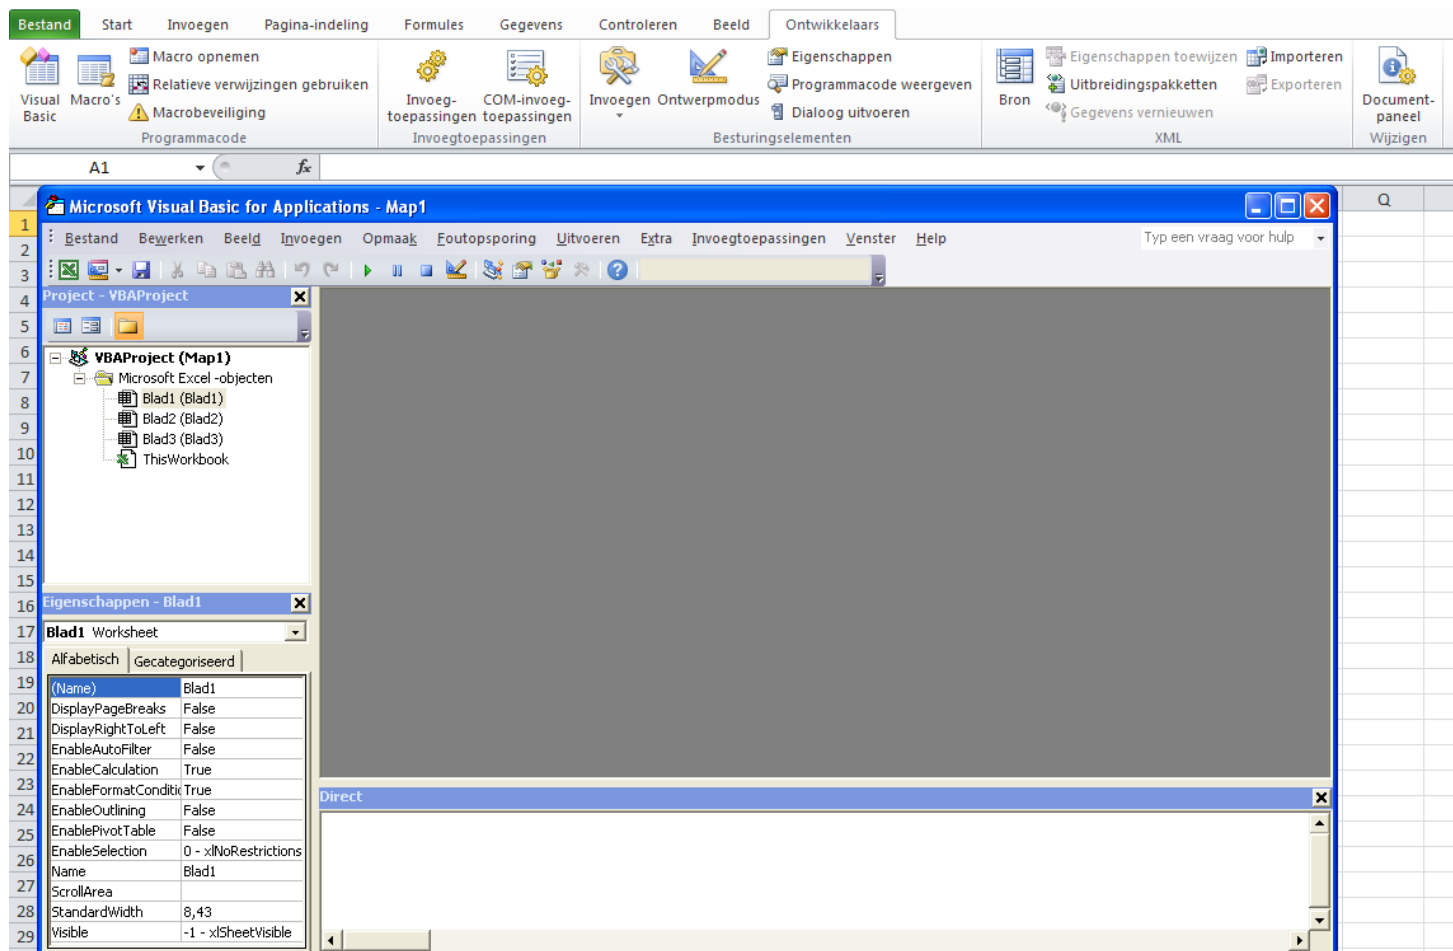 Bestand Start Invoegen Pagina-indeling Formules Gegevens Controleren Beeld Ontwikkelaars
Visual Basic
Macro's
Macro opnemen
Relatieve verwijzingen gebruiken
Macrobeveiliging
Programmacode
Invoeg-
toepassingen
COM-invoeg-
toepassingen
Invoegtoepassingen
Invoegen
Ontwerpmodus
Eigenschappen
Programmacode weergeven
Dialoog uitvoeren
Besturingselementen
Bron
Eigenschappen toewijzen
Uitbreidingspakketten
Gegevens vernieuwen
Importeren
Exporteren
XML
Document-
paneel
Wijzigen
A1 fx
Q
1
2
3
4
5
6
7
8
9
10
11
12
13
14
15
16
17
18
19
20
21
22
23
24
25
26
27
28
29
Microsoft Visual Basic for Applications - Map1
Bestand Bewerken Beeld Invoegen Opmaak Foutopsporing Uitvoeren Extra Invoegtoepassingen Venster Help Typ een vraag voor hulp
Project - VBAProject
VBAProject (Map1)
Microsoft Excel -objecten
Blad1 (Blad1)
Blad2 (Blad2)
Blad3 (Blad3)
ThisWorkbook
Eigenschappen - Blad1
Blad1 Worksheet
Alfabetisch Gecategoriseerd
(Name) Blad1
DisplayPageBreaks False
DisplayRightToLeft False
EnableAutoFilter False
EnableCalculation True
EnableFormatConditi True
EnableOutlining False
EnablePivotTable False
EnableSelection 0 - xlNoRestrictions
Name Blad1
ScrollArea
StandardWidth 8,43
Visible -1 - xlSheetVisible
Direct